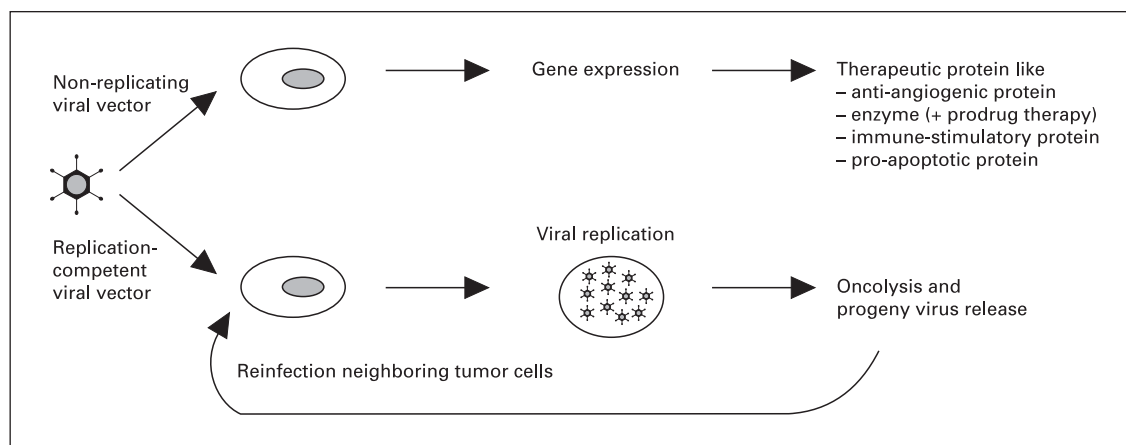 Non-replicating
viral vector
Gene expression
Therapeutic protein like
– anti-angiogenic protein
– enzyme (+ prodrug therapy)
– immune-stimulatory protein
– pro-apoptotic protein
Replication-
competent
viral vector
Viral replication
Oncolysis and
progeny virus release
Reinfection neighboring tumor cells